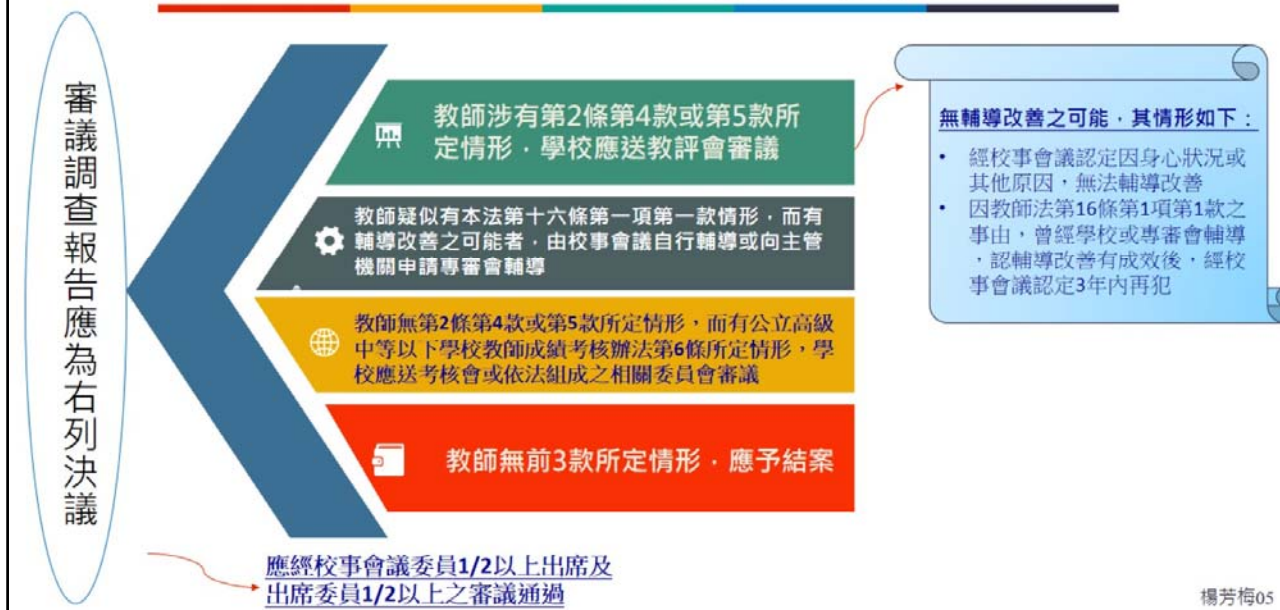 審議調查報告應為右列決議
教師涉有第2條第4款或第5款所
定情形，學校應送教評會審議
教師疑似有本法第十六條第一項第一款情形，而有
輔導改善之可能者，由校事會議自行輔導或向主管
機關申請專審會輔導
教師無第2條第4款或第5款所定情形，而有公立高級
中等以下學校教師成績考核辦法第6條所定情形，學
校應送考核會或依法組成之相關委員會審議
教師無前3款所定情形，應予結案
應經校事會議委員1/2以上出席及
出席委員1/2以上之審議通過
無輔導改善之可能，其情形如下：
• 經校事會議認定因身心狀況或
其他原因，無法輔導改善
• 因教師法第16條第1項第1款之
事由，曾經學校或專審會輔導
，認輔導改善有成效後，經校
事會議認定3年內再犯
楊芳梅05